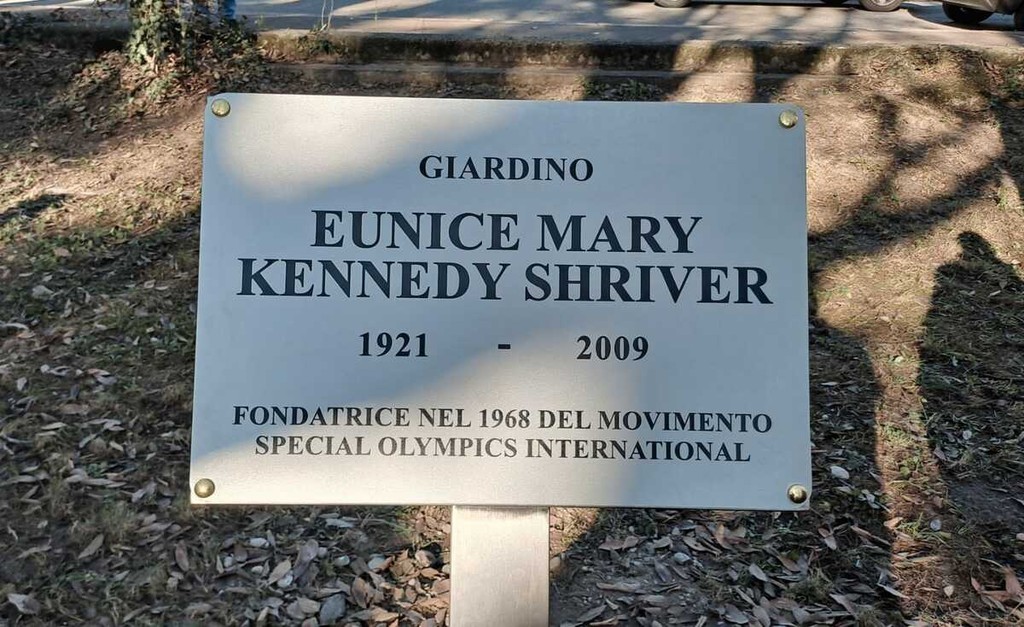 GIARDINO
EUNICE MARY
KENNEDY SHRIVER
1921 - 2009
FONDATRICE NEL 1968 DEL MOVIMENTO
SPECIAL OLYMPICS INTERNATIONAL